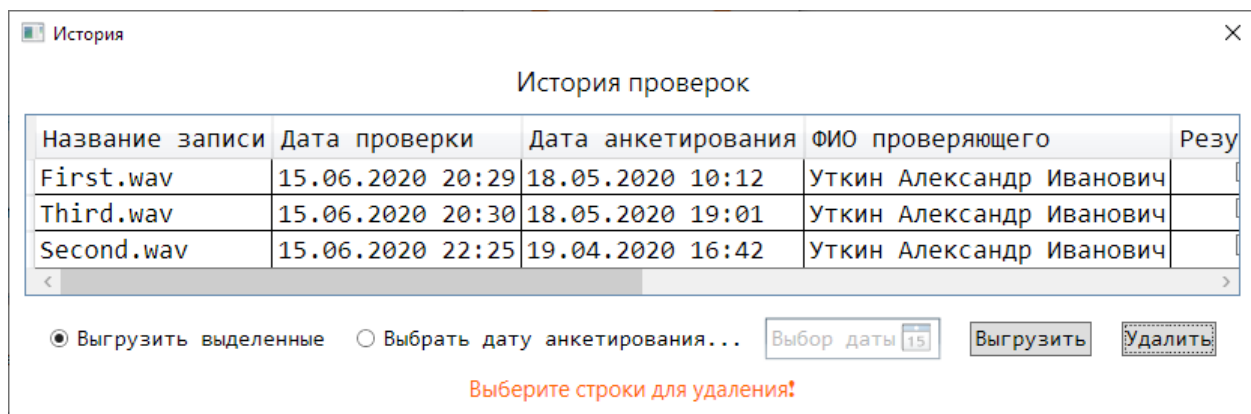 История
История проверок
Название записи Дата проверки Дата анкетирования ФИО проверяющего Резу
First.wav 15.06.2020 20:29 18.05.2020 10:12 Уткин Александр Иванович
Third.wav 15.06.2020 20:30 18.05.2020 19:01 Уткин Александр Иванович
Second.wav 15.06.2020 22:25 19.04.2020 16:42 Уткин Александр Иванович
Выгрузить выделенные Выбрать дату анкетирования... Выбор даты 15 Выгрузить Удалить
Выберите строки для удаления!